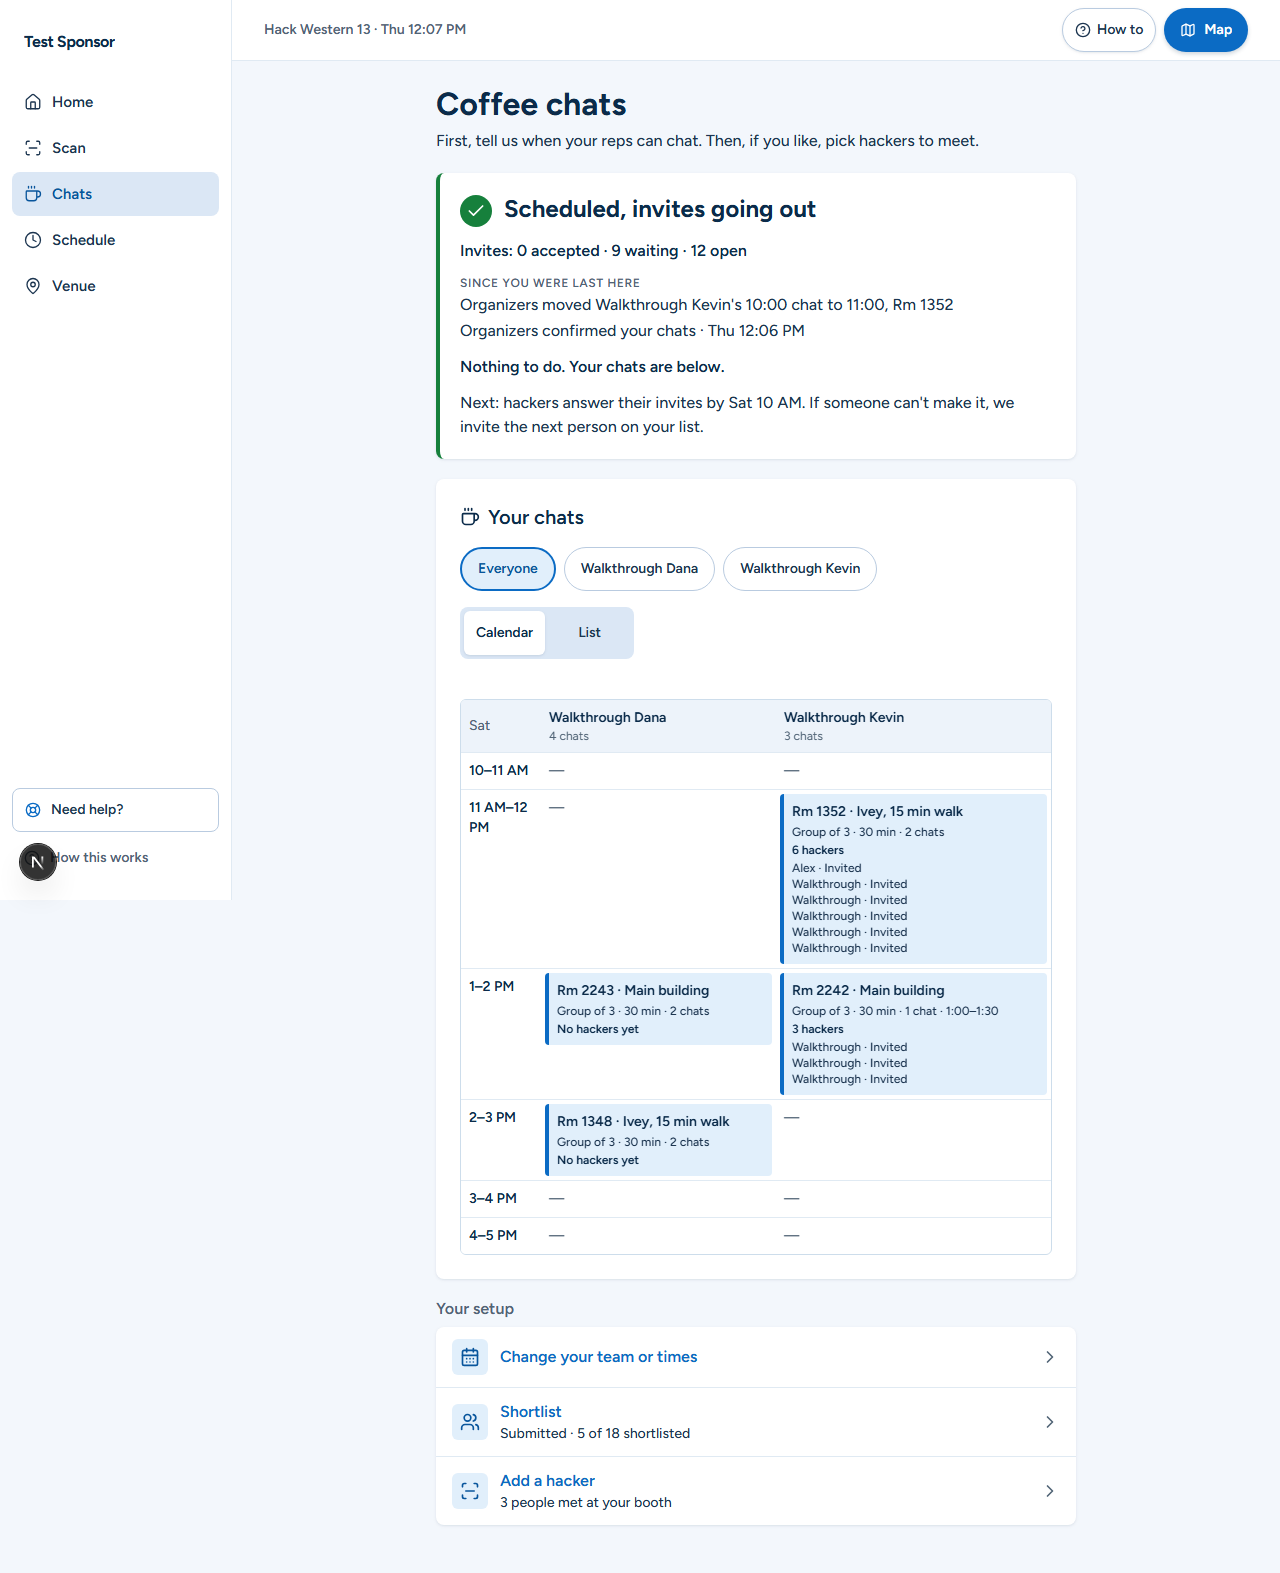 Test Sponsor
Hack Western 13 · Thu 12:07 PM
How to
Map
Home
Scan
Chats
Schedule
Venue
Need help?
How this works
N
Coffee chats
First, tell us when your reps can chat. Then, if you like, pick hackers to meet.
Scheduled, invites going out
Invites: 0 accepted · 9 waiting · 12 open
SINCE YOU WERE LAST HERE
Organizers moved Walkthrough Kevin's 10:00 chat to 11:00, Rm 1352
Organizers confirmed your chats · Thu 12:06 PM
Nothing to do. Your chats are below.
Next: hackers answer their invites by Sat 10 AM. If someone can't make it, we
invite the next person on your list.
Your chats
Everyone
Walkthrough Dana
Walkthrough Kevin
Calendar
List
Sat
Walkthrough Dana
4 chats
Walkthrough Kevin
3 chats
10–11 AM
—
—
11 AM–12
PM
—
Rm 1352 · Ivey, 15 min walk
Group of 3 · 30 min · 2 chats
6 hackers
Alex · Invited
Walkthrough · Invited
Walkthrough · Invited
Walkthrough · Invited
Walkthrough · Invited
Walkthrough · Invited
1–2 PM
Rm 2243 · Main building
Group of 3 · 30 min · 2 chats
No hackers yet
Rm 2242 · Main building
Group of 3 · 30 min · 1 chat · 1:00–1:30
3 hackers
Walkthrough · Invited
Walkthrough · Invited
Walkthrough · Invited
2–3 PM
Rm 1348 · Ivey, 15 min walk
Group of 3 · 30 min · 2 chats
No hackers yet
—
3–4 PM
—
—
4–5 PM
—
—
Your setup
Change your team or times
Shortlist
Submitted · 5 of 18 shortlisted
Add a hacker
3 people met at your booth